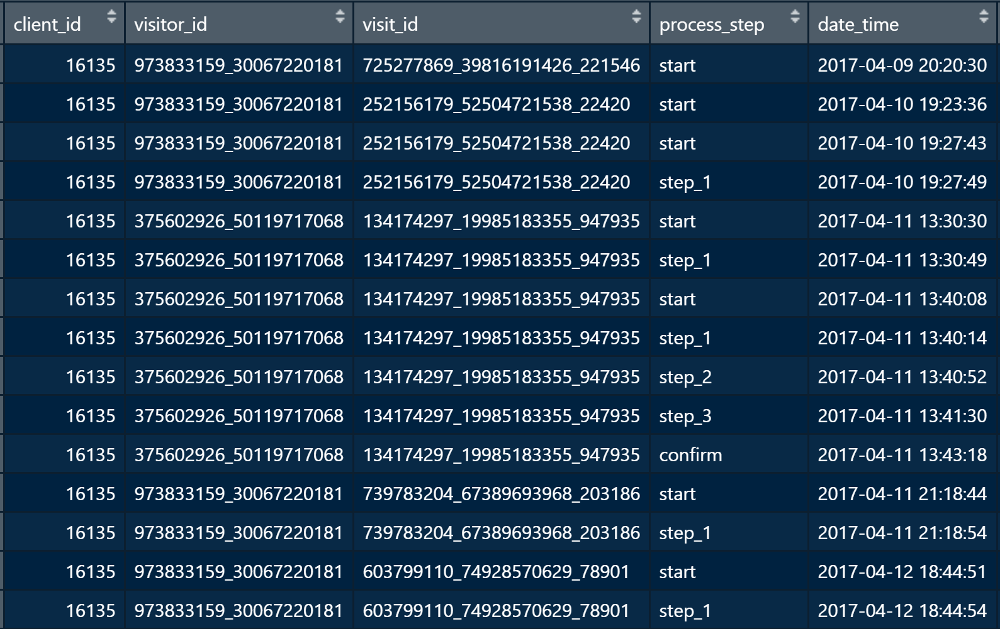 client_id visitor_id visit_id process_step date_time
16135 973833159_30067220181 725277869_39816191426_221546 start 2017-04-09 20:20:30
16135 973833159_30067220181 252156179_52504721538_22420 start 2017-04-10 19:23:36
16135 973833159_30067220181 252156179_52504721538_22420 start 2017-04-10 19:27:43
16135 973833159_30067220181 252156179_52504721538_22420 step_1 2017-04-10 19:27:49
16135 375602926_50119717068 134174297_19985183355_947935 start 2017-04-11 13:30:30
16135 375602926_50119717068 134174297_19985183355_947935 step_1 2017-04-11 13:30:49
16135 375602926_50119717068 134174297_19985183355_947935 start 2017-04-11 13:40:08
16135 375602926_50119717068 134174297_19985183355_947935 step_1 2017-04-11 13:40:14
16135 375602926_50119717068 134174297_19985183355_947935 step_2 2017-04-11 13:40:52
16135 375602926_50119717068 134174297_19985183355_947935 step_3 2017-04-11 13:41:30
16135 375602926_50119717068 134174297_19985183355_947935 confirm 2017-04-11 13:43:18
16135 973833159_30067220181 739783204_67389693968_203186 start 2017-04-11 21:18:44
16135 973833159_30067220181 739783204_67389693968_203186 step_1 2017-04-11 21:18:54
16135 973833159_30067220181 603799110_74928570629_78901 start 2017-04-12 18:44:51
16135 973833159_30067220181 603799110_74928570629_78901 step_1 2017-04-12 18:44:54